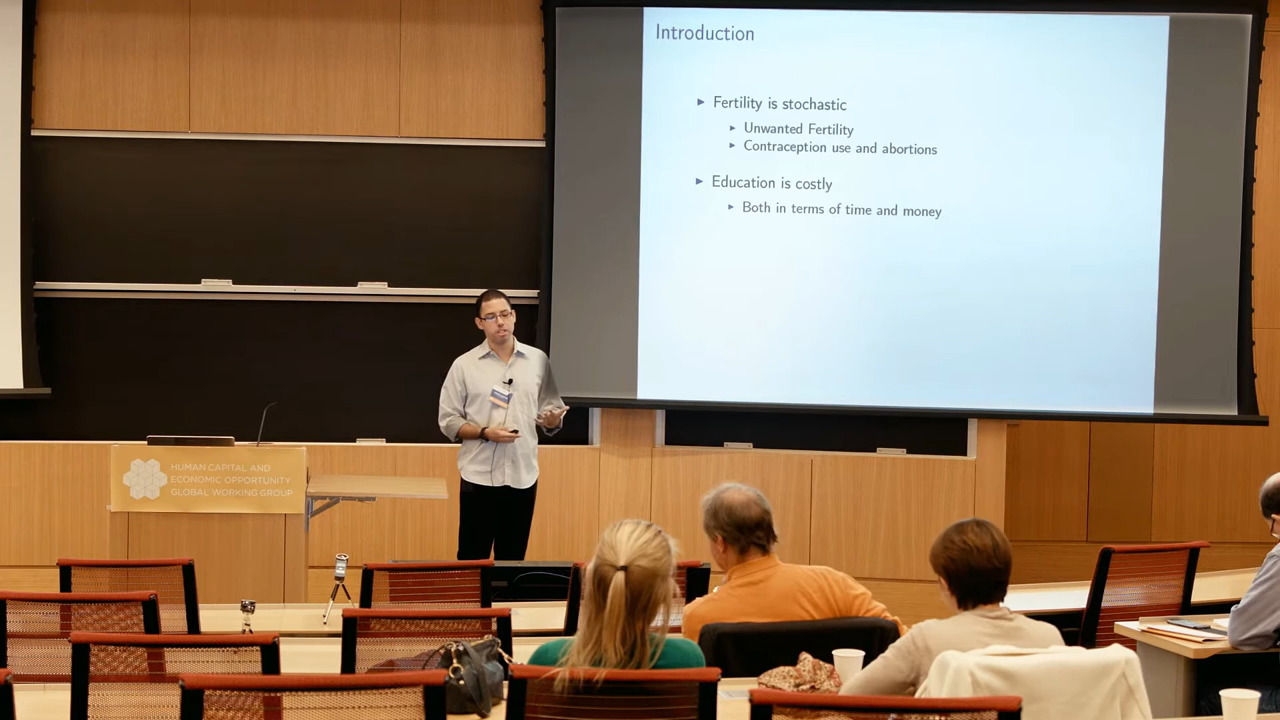 Introduction
Fertility is stochastic
Unwanted Fertility
Contraception use and abortions
Education is costly
Both in terms of time and money
HUMAN CAPITAL AND
ECONOMIC OPPORTUNITY
GLOBAL WORKING GROUP